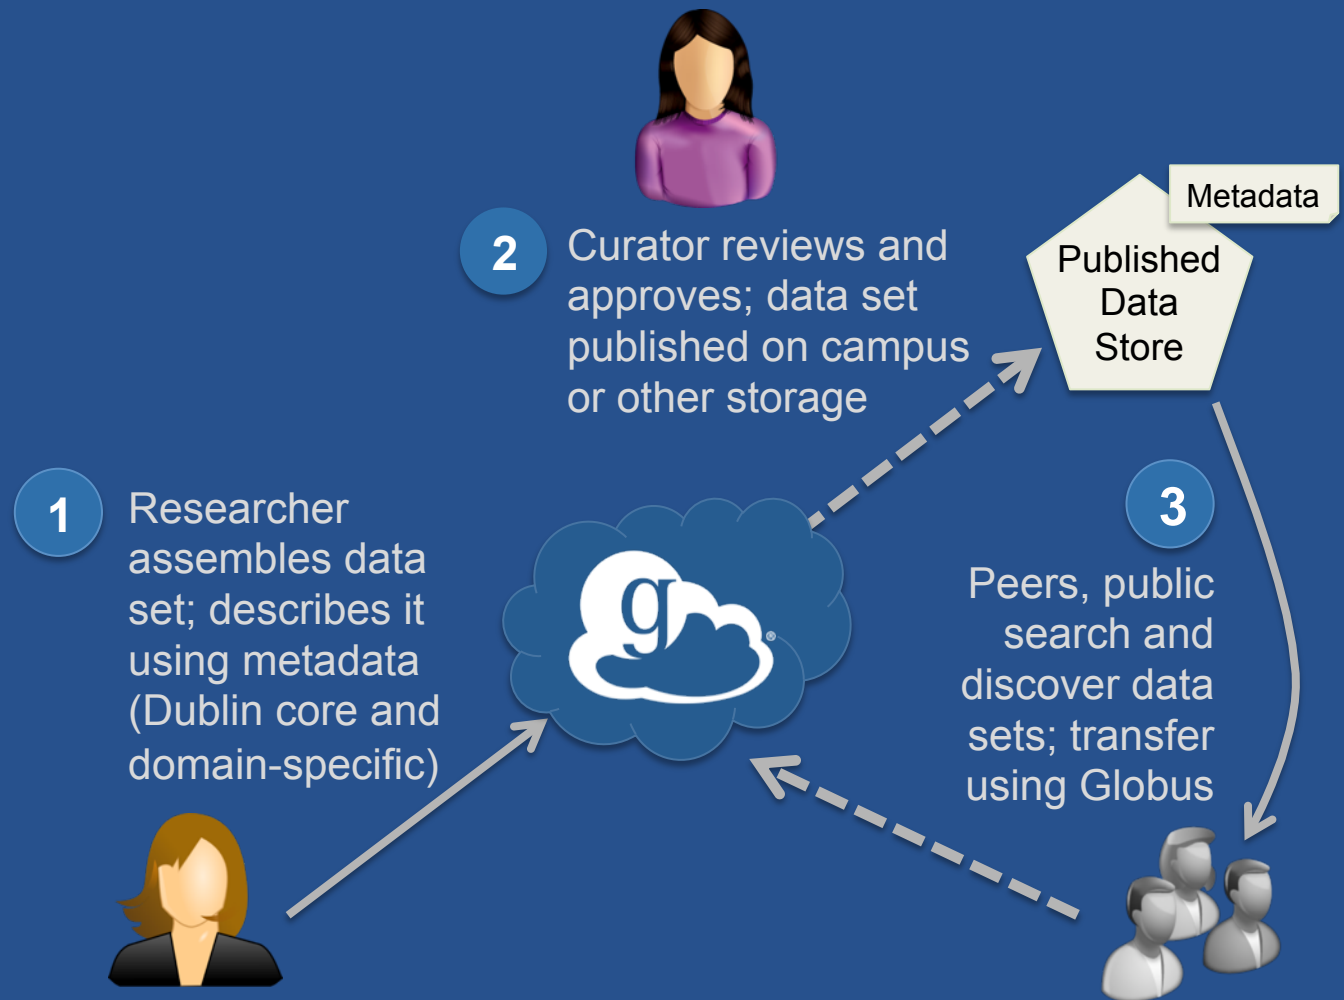 1
Researcher
assembles data
set; describes it
using metadata
(Dublin core and
domain-specific)
2
Curator reviews and
approves; data set
published on campus
or other storage
Metadata
Published
Data
Store
3
Peers, public
search and
discover data
sets; transfer
using Globus
g
®